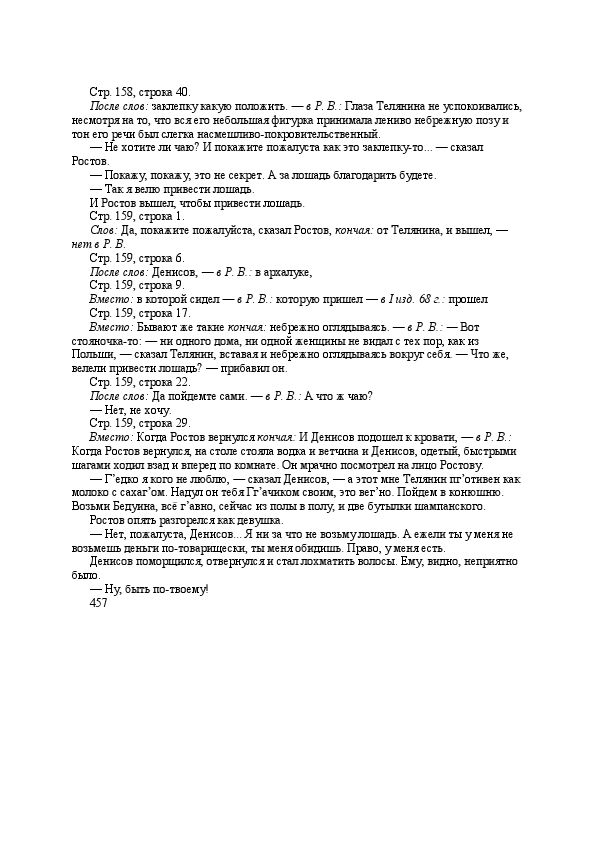 Стр. 158, строка 40.
После слов: заклепку какую положить. — в Р. В.: Глаза Телянина не успокоивались,
несмотря на то, что вся его небольшая фигурка принимала лениво небрежную позу и
тон его речи был слегка насмешливо-покровительственный.
— Не хотите ли чаю? И покажите пожалуста как это заклепку-то... — сказал
Ростов.
— Покажу, покажу, это не секрет. А за лошадь благодарить будете.
— Так я велю привести лошадь.
И Ростов вышел, чтобы привести лошадь.
Стр. 159, строка 1.
Слов: Да, покажите пожалуйста, сказал Ростов, кончая: от Телянина, и вышел, —
нет в Р. В.
Стр. 159, строка 6.
После слов: Денисов, — в Р. В.: в архалуке,
Стр. 159, строка 9.
Вместо: в которой сидел — в Р. В.: которую пришел — в I изд. 68 г.: прошел
Стр. 159, строка 17.
Вместо: Бывают же такие кончая: небрежно оглядываясь. — в Р. В.: — Вот
стояночка-то: — ни одного дома, ни одной женщины не видал с тех пор, как из
Польши, — сказал Телянин, вставая и небрежно оглядываясь вокруг себя. — Что же,
велели привести лошадь? — прибавил он.
Стр. 159, строка 22.
После слов: Да пойдемте сами. — в Р. В.: А что ж чаю?
— Нет, не хочу.
Стр. 159, строка 29.
Вместо: Когда Ростов вернулся кончая: И Денисов подошел к кровати, — в Р. В.:
Когда Ростов вернулся, на столе стояла водка и ветчина и Денисов, одетый, быстрыми
шагами ходил взад и вперед по комнате. Он мрачно посмотрел на лицо Ростову.
— Г’едко я кого не люблю, — сказал Денисов, — а этот мне Телянин пг’отивен как
молоко с сахаг’ом. Надул он тебя Гг’ачиком своим, это вег’но. Пойдем в конюшню.
Возьми Бедуина, всё г’авно, сейчас из полы в полу, и две бутылки шампанского.
Ростов опять разгорелся как девушка.
— Нет, пожалуста, Денисов... Я ни за что не возьму лошадь. А ежели ты у меня не
возьмешь деньги по-товарищески, ты меня обидишь. Право, у меня есть.
Денисов поморщился, отвернулся и стал лохматить волосы. Ему, видно, неприятно
было.
— Ну, быть по-твоему!
457